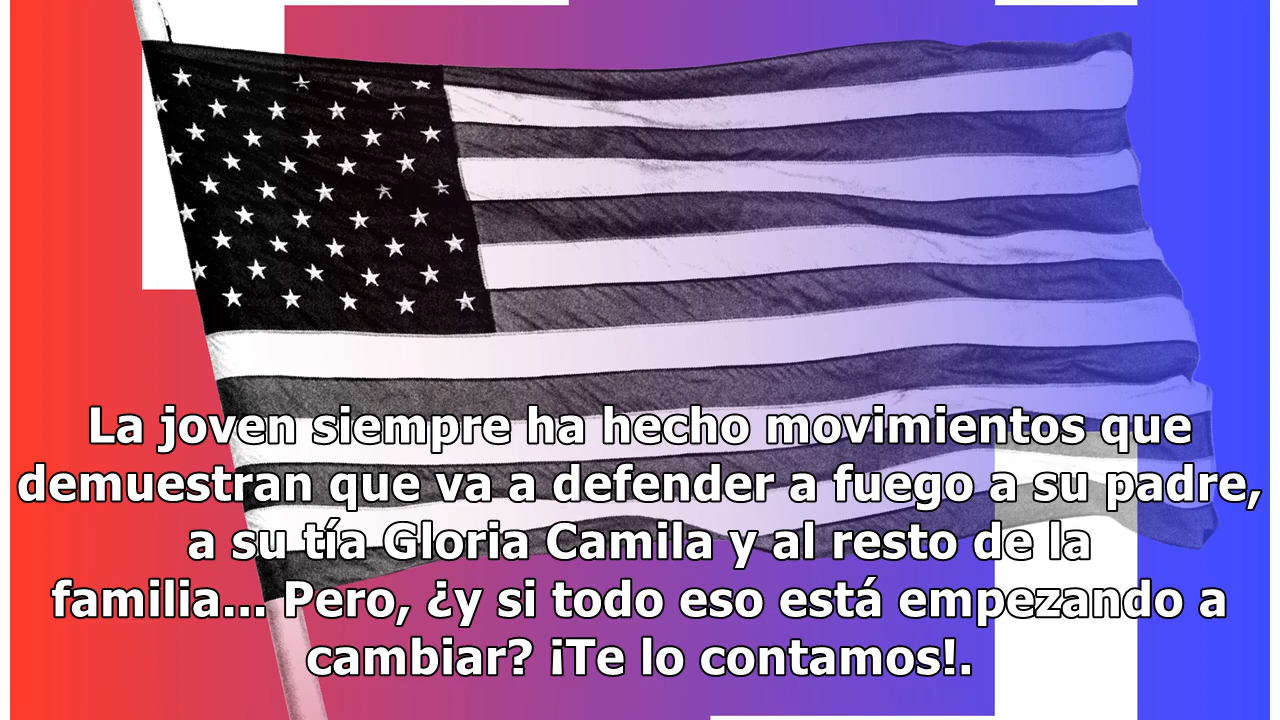 La joven siempre ha hecho movimientos que
demuestran que va a defender a fuego a su padre,
a su tía Gloria Camila y al resto de la
familia... Pero, ¿y si todo eso está empezando a
cambiar? ¡Te lo contamos!.